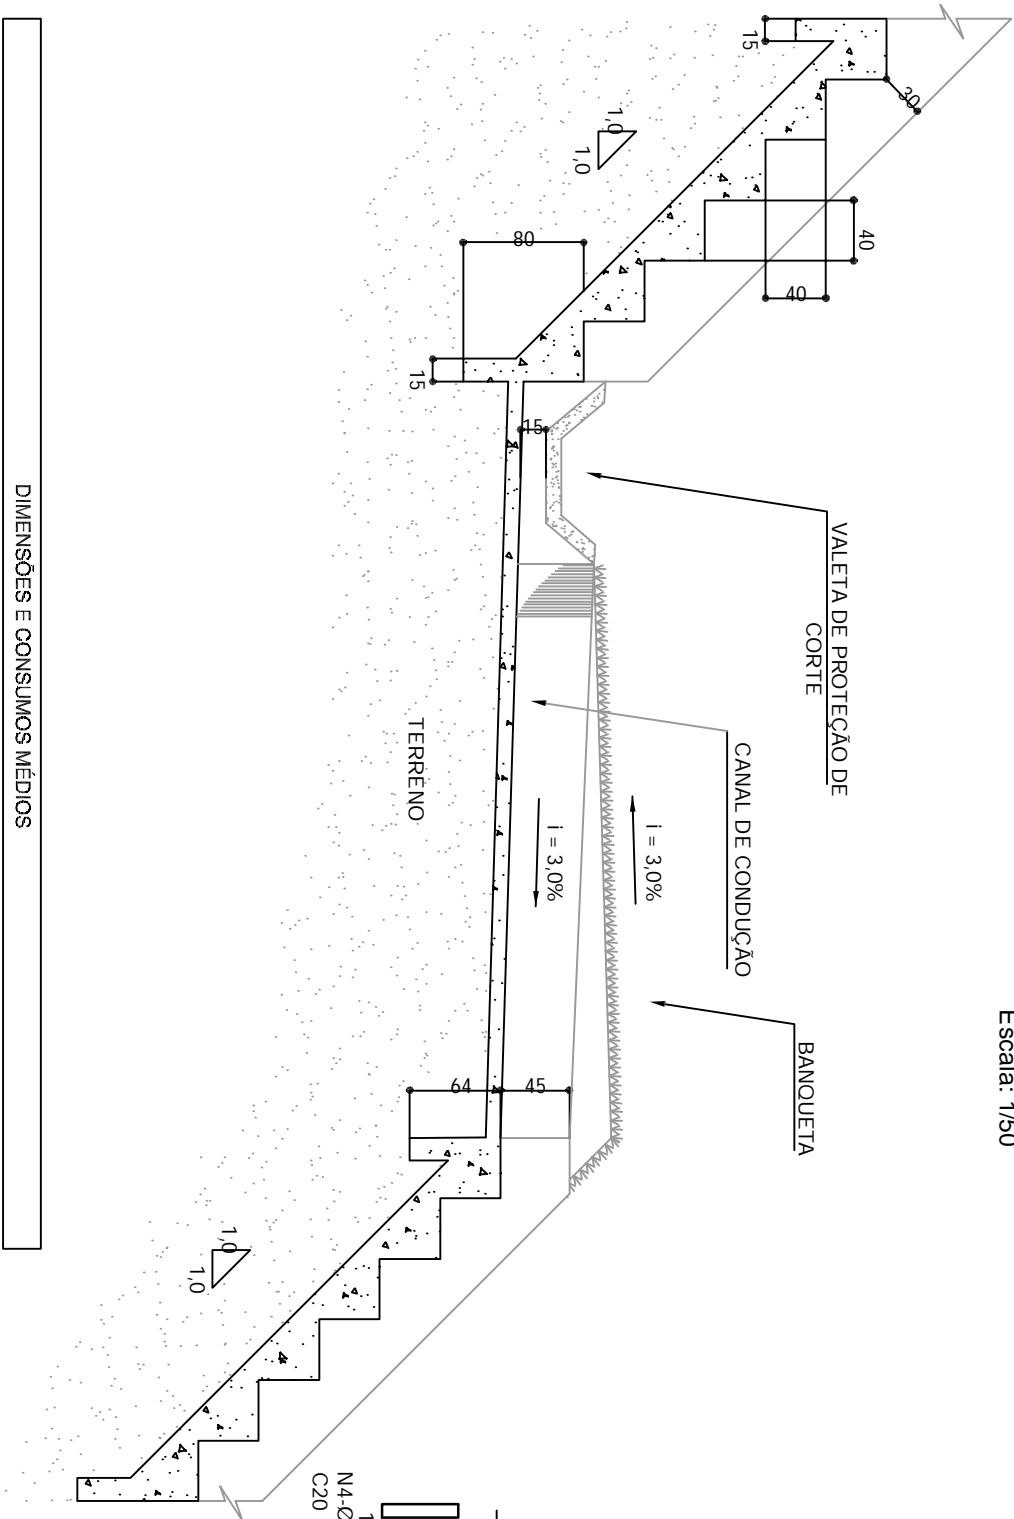 Escala: 1/50
30
15
40
40
1,0
1,0
80
15
15
VALETA DE PROTEÇÃO DE
CORTE
CANAL DE CONDUÇÃO
BANQUETA
i = 3,0%
i = 3,0%
TERRENO
64
45
1,0
1,0
N4-Ø
C20
1
DIMENSÕES E CONSUMOS MÉDIOS